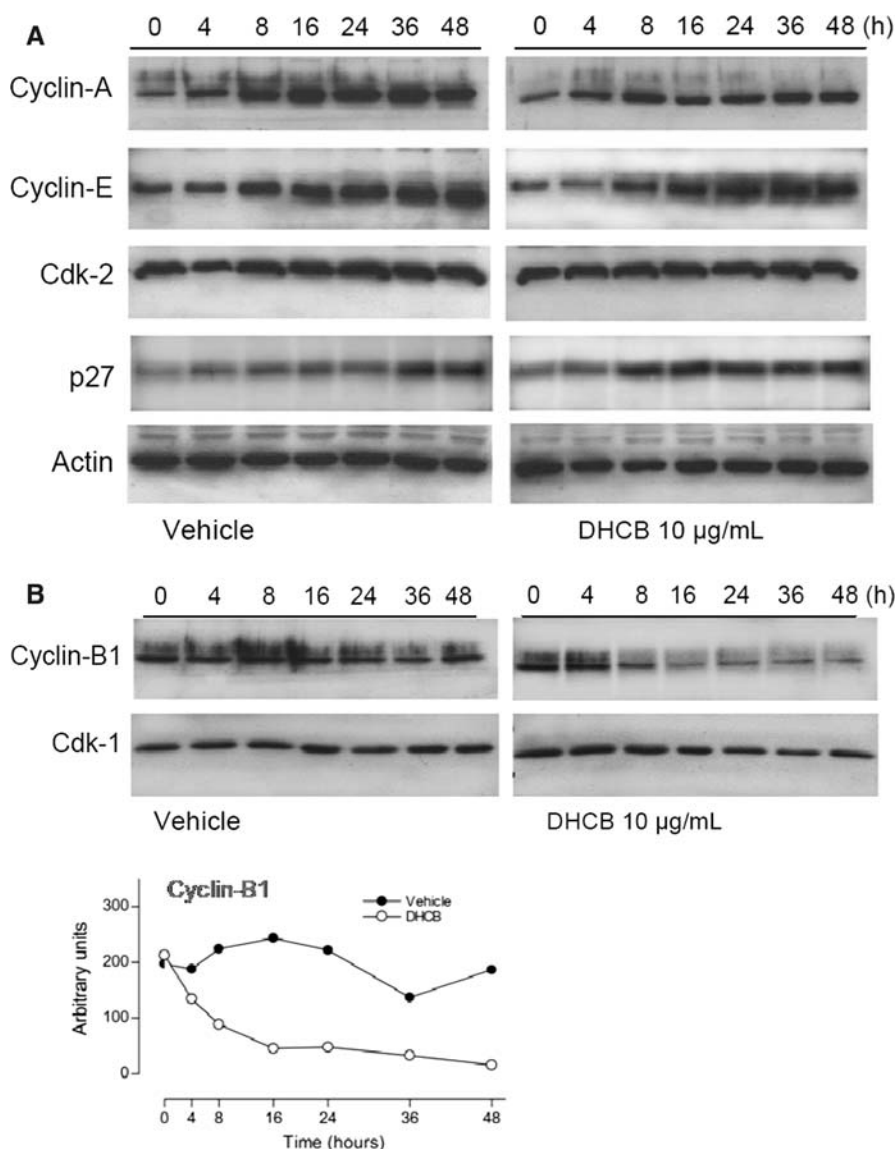 A
0 4 8 16 24 36 48 (h) 0 4 8 16 24 36 48 (h)
Cyclin-A
Cyclin-E
Cdk-2
p27
Actin
Vehicle DHCB 10 µg/mL
B
0 4 8 16 24 36 48 (h) 0 4 8 16 24 36 48 (h)
Cyclin-B1
Cdk-1
Vehicle DHCB 10 µg/mL
Cyclin-B1
Vehicle
DHCB
Arbitrary units
300
200
100
0
0 4 8 16 24 36 48
Time (hours)